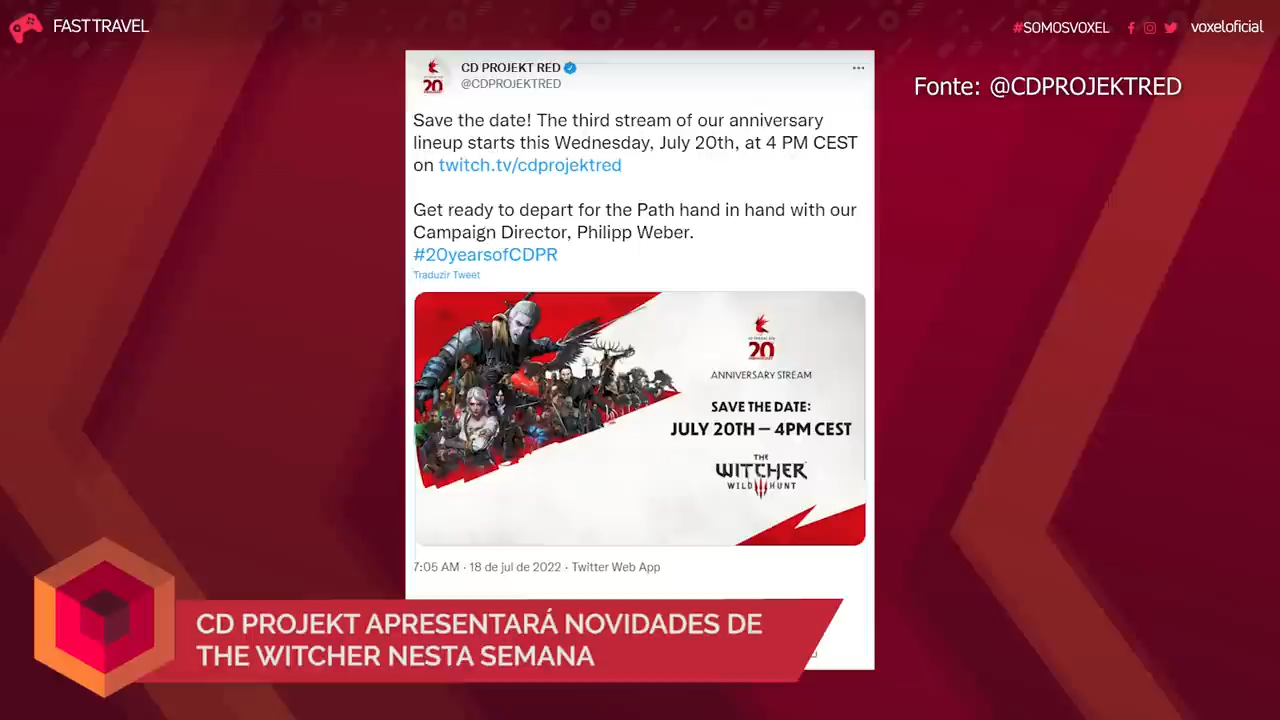 FAST TRAVEL
#SOMOSVOXEL
voxeloficial
Fonte: @CDPROJEKTRED
CD PROJEKT RED
@CDPROJEKTRED
20
Save the date! The third stream of our anniversary
lineup starts this Wednesday, July 20th, at 4 PM CEST
on twitch.tv/cdprojektred
Get ready to depart for the Path hand in hand with our
Campaign Director, Philipp Weber.
#20yearsofCDPR
Traduzir Tweet
20
ANNIVERSARY STREAM
SAVE THE DATE:
JULY 20TH — 4PM CEST
THE
WITCHER
WILD HUNT
7:05 AM · 18 de jul de 2022 · Twitter Web App
CD PROJEKT APRESENTARÁ NOVIDADES DE
THE WITCHER NESTA SEMANA